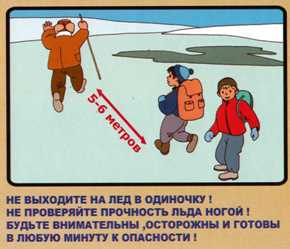 5-6 метров
НЕ ВЫХОДИТЕ НА ЛЕД В ОДИНОЧКУ !
НЕ ПРОВЕРЯЙТЕ ПРОЧНОСТЬ ЛЬДА НОГОЙ !
БУДЬТЕ ВНИМАТЕЛЬНЫ ,ОСТОРОЖНЫ И ГОТОВЫ
В ЛЮБУЮ МИНУТУ К ОПАСНОСТИ !